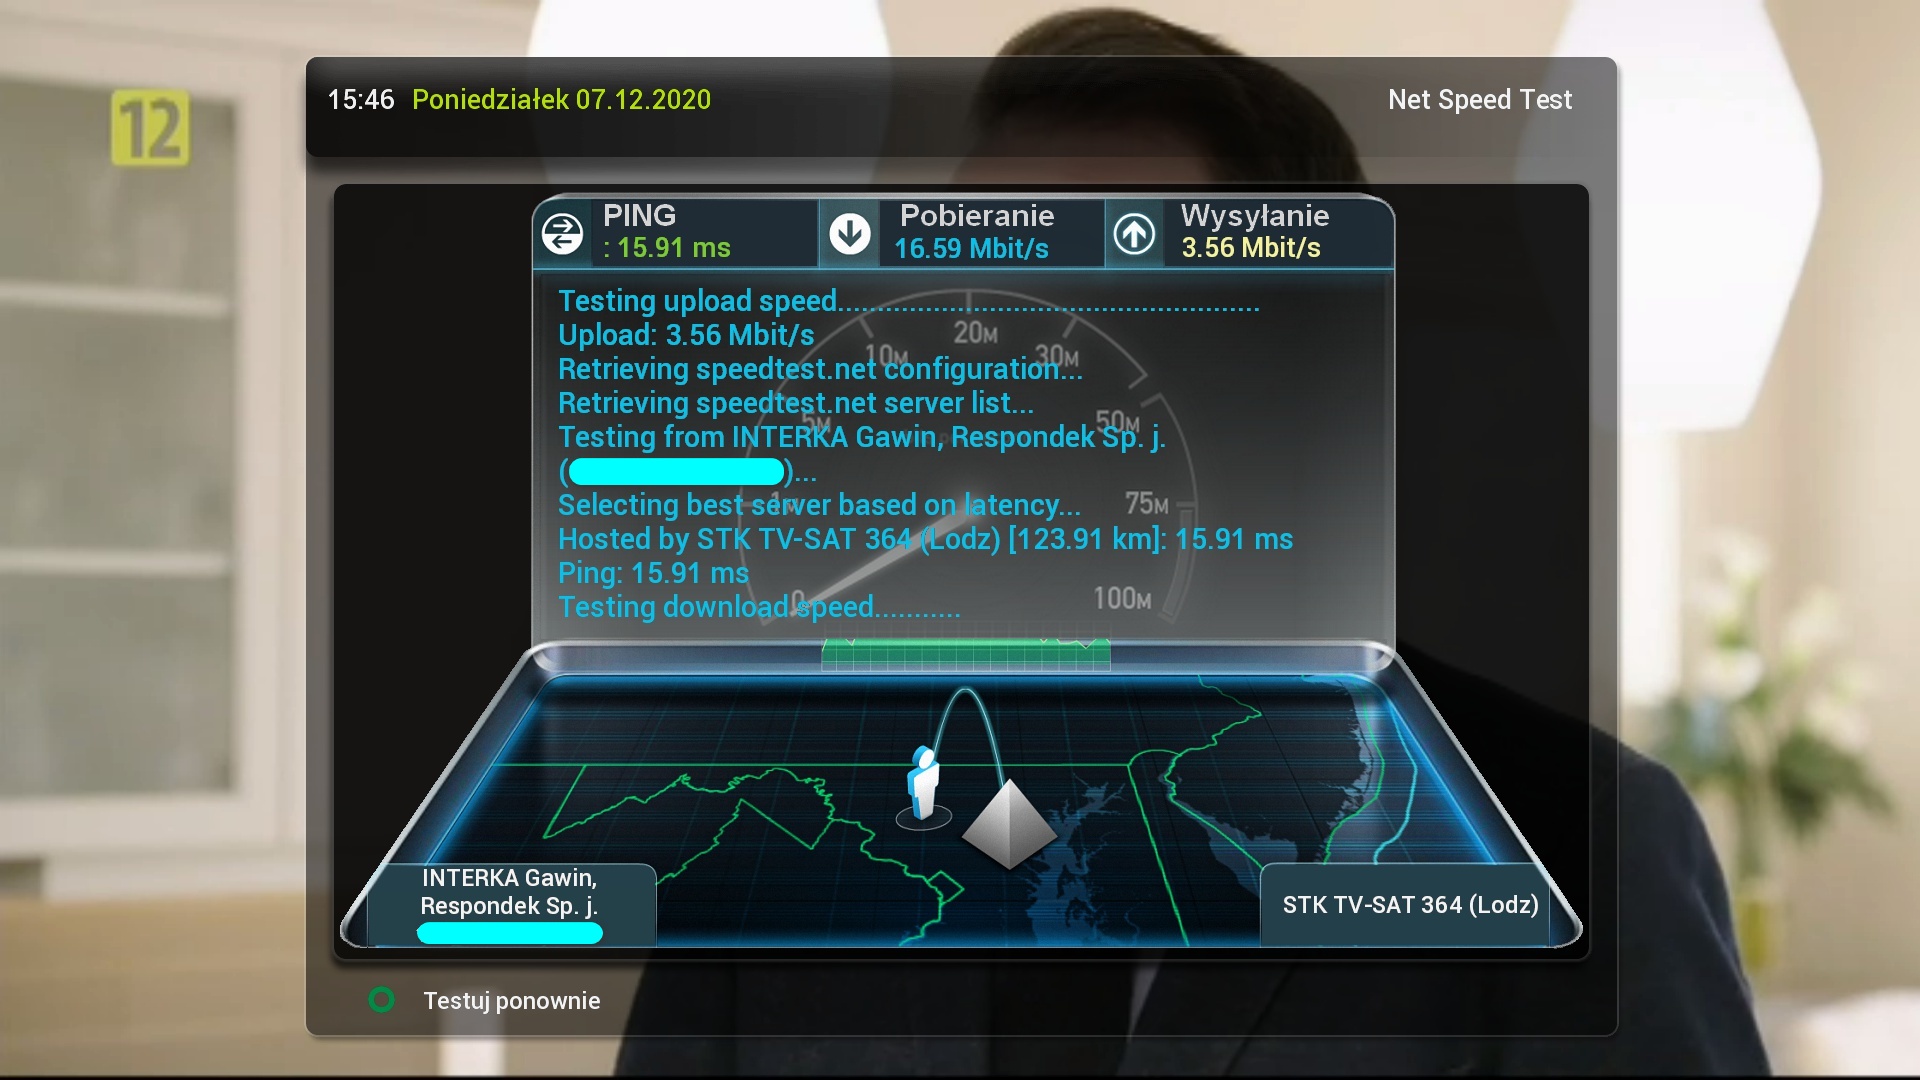 12
15:46 Poniedziałek 07.12.2020
Net Speed Test
PING
: 15.91 ms
Pobieranie
16.59 Mbit/s
Wysyłanie
3.56 Mbit/s
Testing upload speed....................................................
Upload: 3.56 Mbit/s
Retrieving speedtest.net configuration...
Retrieving speedtest.net server list...
Testing from INTERKA Gawin, Respondek Sp. j.
( )...
Selecting best server based on latency...
Hosted by STK TV-SAT 364 (Lodz) [123.91 km]: 15.91 ms
Ping: 15.91 ms
Testing download speed...........
0
1M
5M
10M
20M
30M
50M
75M
100M
INTERKA Gawin,
Respondek Sp. j.
STK TV-SAT 364 (Lodz)
Testuj ponownie